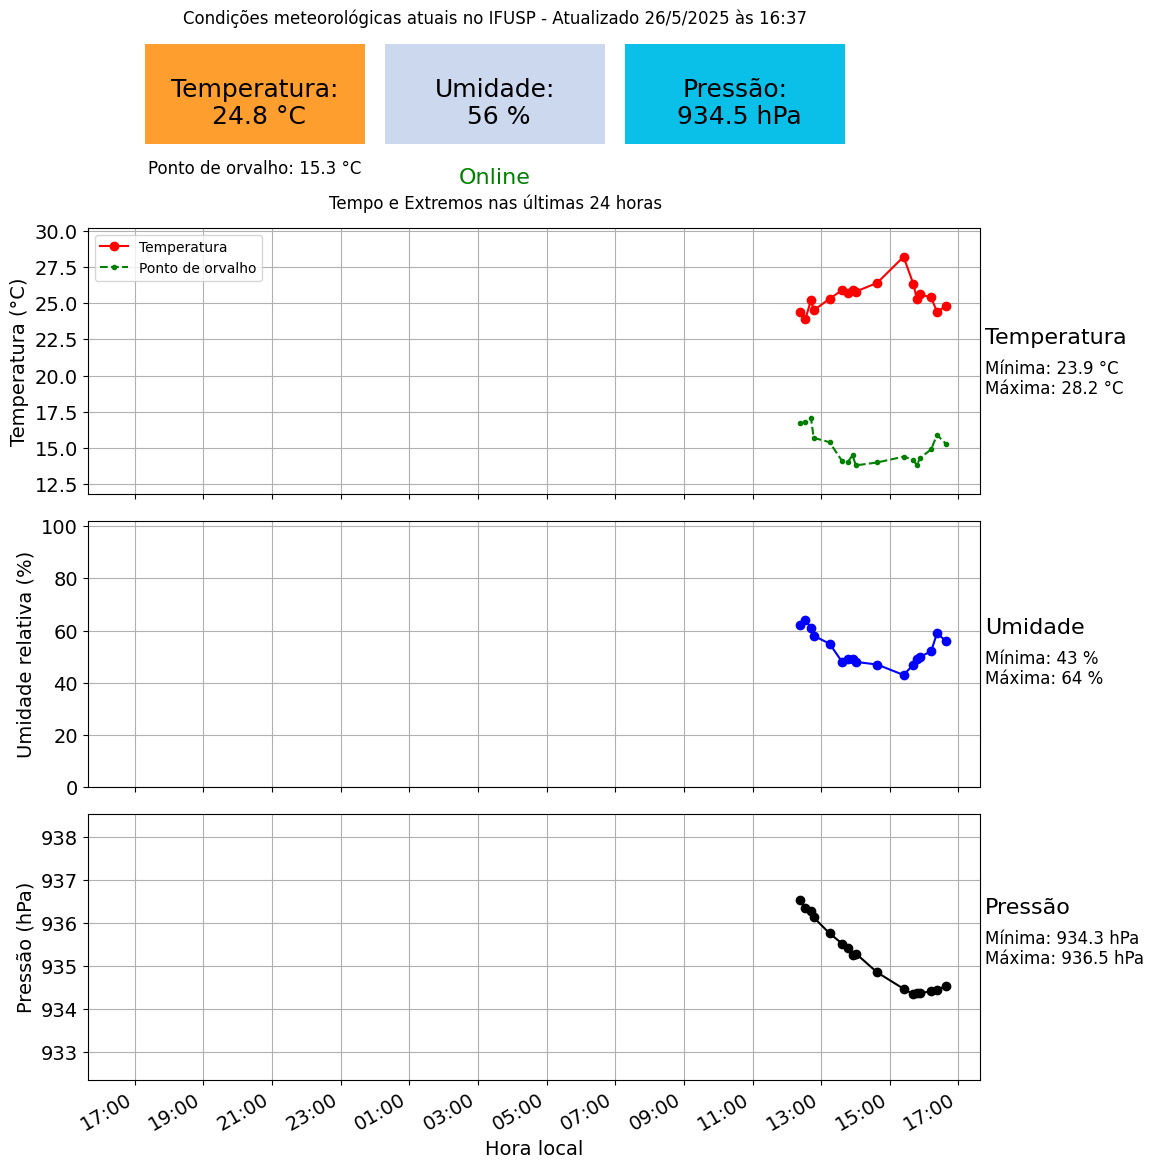 Condições meteorológicas atuais no IFUSP - Atualizado 26/5/2025 às 16:37
Temperatura:
24.8 °C
Umidade:
56 %
Pressão:
934.5 hPa
Ponto de orvalho: 15.3 °C
Online
Tempo e Extremos nas últimas 24 horas
Temperatura (°C)
30.0
27.5
25.0
22.5
20.0
17.5
15.0
12.5
Temperatura
Ponto de orvalho
Temperatura
Mínima: 23.9 °C
Máxima: 28.2 °C
Umidade relativa (%)
100
80
60
40
20
0
Umidade
Mínima: 43 %
Máxima: 64 %
Pressão (hPa)
938
937
936
935
934
933
Pressão
Mínima: 934.3 hPa
Máxima: 936.5 hPa
17:00 19:00 21:00 23:00 01:00 03:00 05:00 07:00 09:00 11:00 13:00 15:00 17:00
Hora local